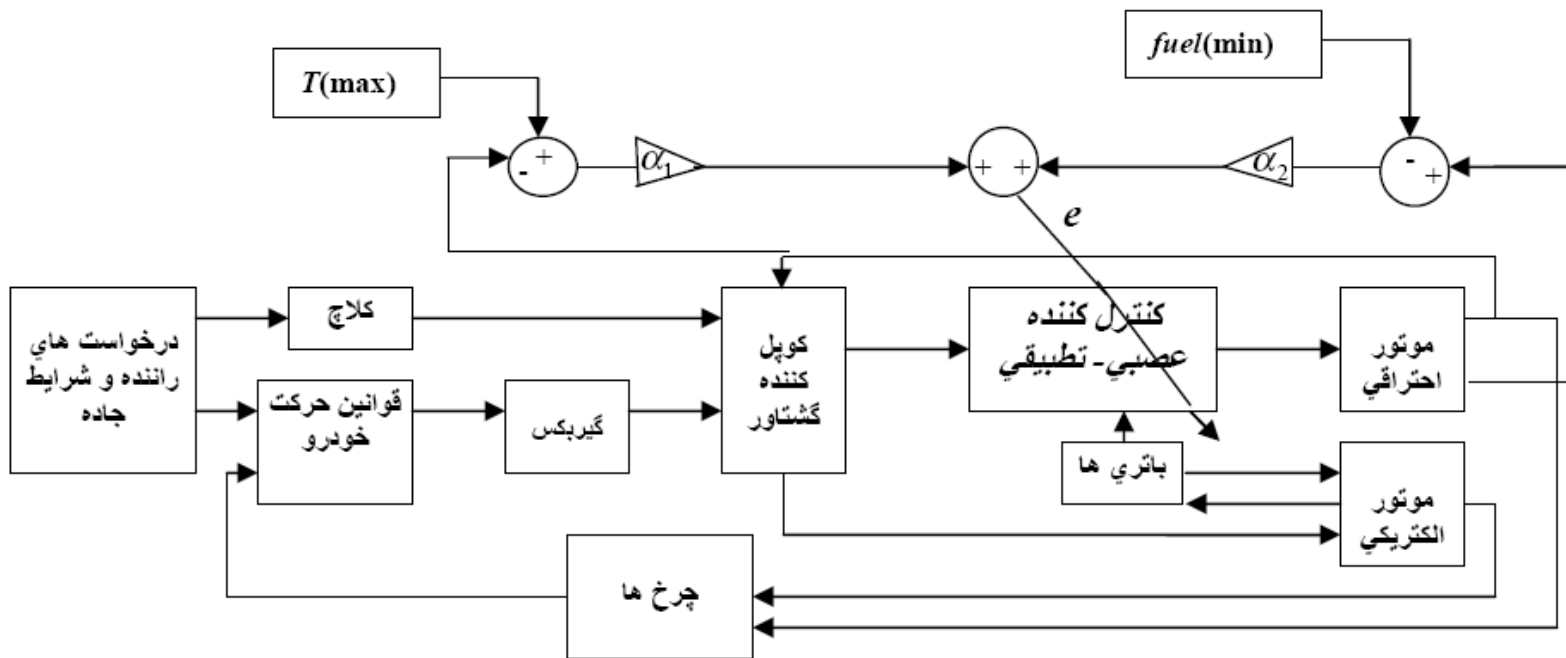 T(max)
fuel(min)
- +
α1
+ +
α2
- +
e
درخواست هاي
راننده و شرايط
جاده
كلاچ
قوانين حركت
خودرو
گيربكس
كوپل
كننده
گشتاور
كنترل كننده
عصبي- تطبيقي
موتور
احتراقي
باتري ها
موتور
الكتريكي
چرخ ها